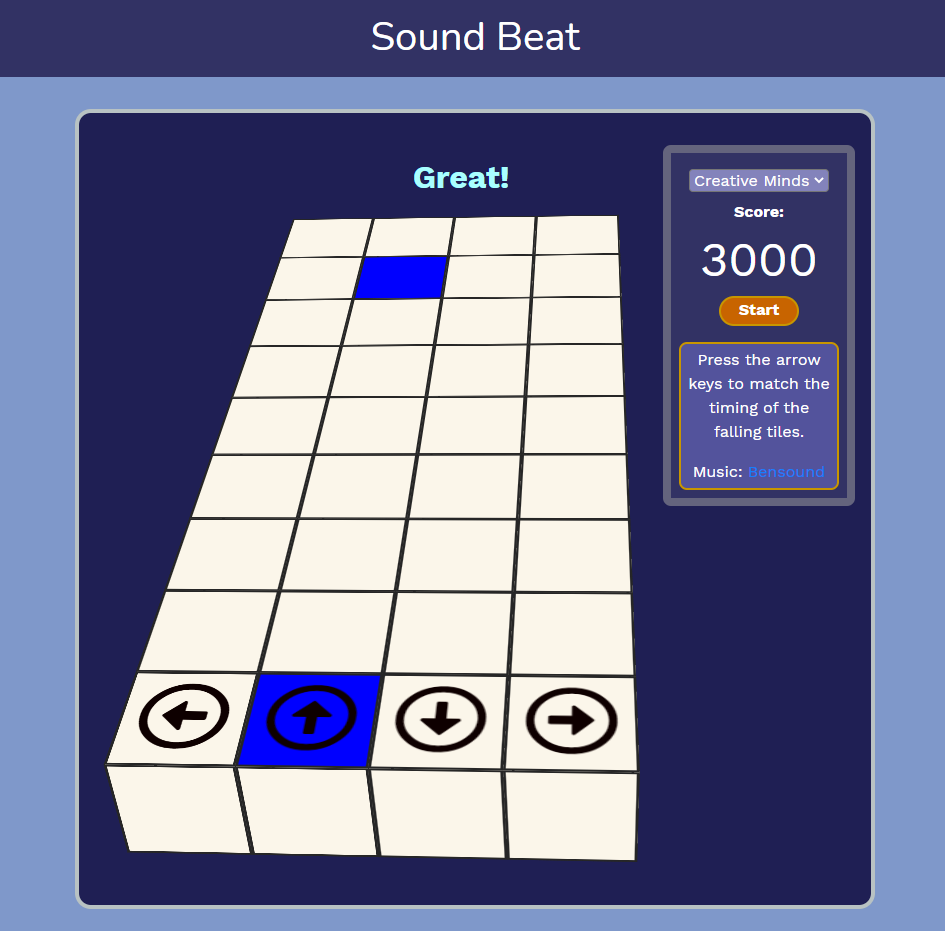 Sound Beat
Great!
Creative Minds
Score:
3000
Start
Press the arrow
keys to match the
timing of the
falling tiles.
Music: Bensound